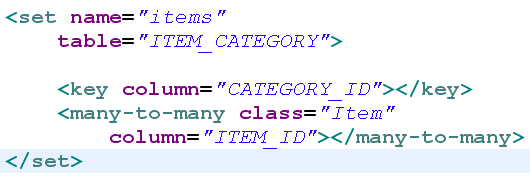 <set name="items"
table="ITEM_CATEGORY">
<key column="CATEGORY_ID"></key>
<many-to-many class="Item"
column="ITEM_ID"></many-to-many>
</set>